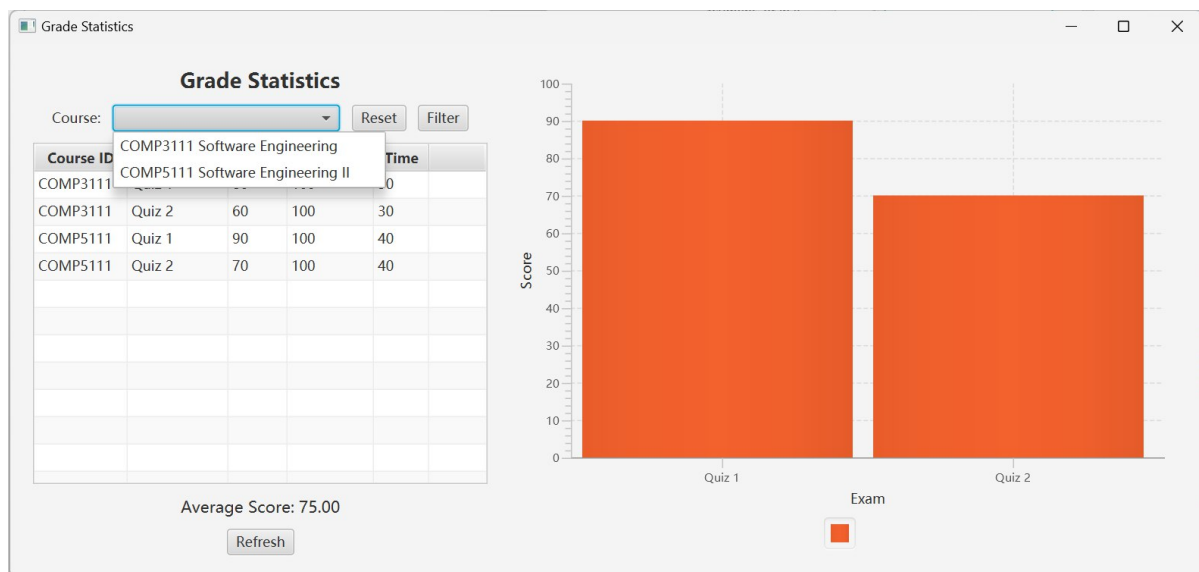 Grade Statistics
Grade Statistics
Course:
Reset
Filter
COMP3111 Software Engineering
COMP5111 Software Engineering II
Course ID
Time
COMP3111
COMP3111 Quiz 2 60 100 30
COMP5111 Quiz 1 90 100 40
COMP5111 Quiz 2 70 100 40
Average Score: 75.00
Refresh
100
90
80
70
60
50
40
30
20
10
0
Score
Quiz 1
Quiz 2
Exam